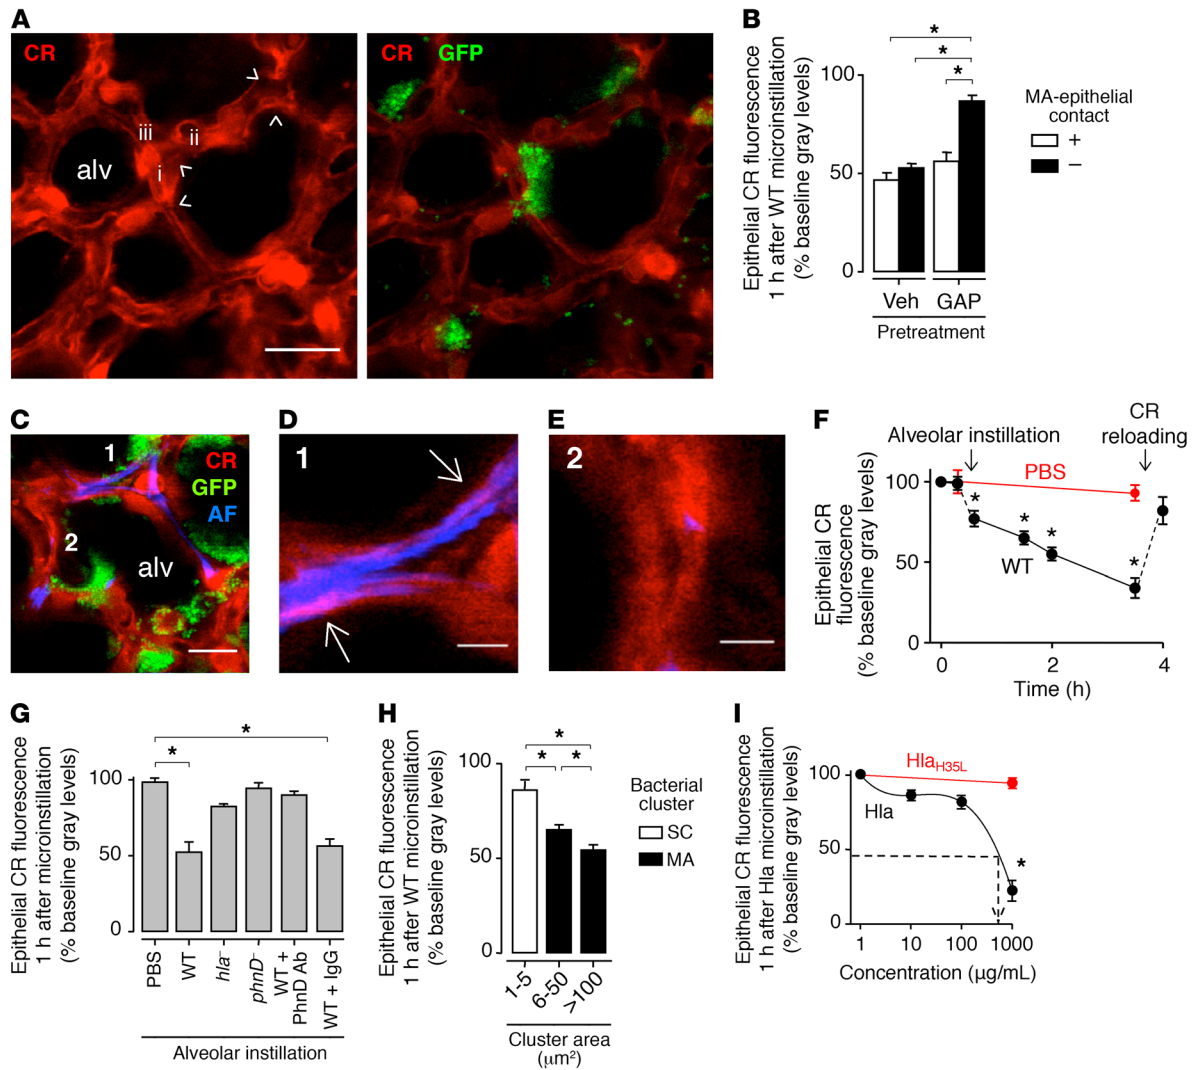 A
CR
iii
ii
i
alv
CR GFP
B
Epithelial CR fluorescence
1 h after WT microinstillation
(% baseline gray levels)
100
50
0
*
*
*
Veh
GAP
Pretreatment
MA-epithelial
contact
+
–
C
1
CR
GFP
AF
2
alv
D
1
E
2
F
Epithelial CR
fluorescence
(% baseline gray levels)
Alveolar instillation
CR
reloading
PBS
WT
*
*
*
*
100
50
0
0
2
4
Time (h)
G
Epithelial CR fluorescence
1 h after microinstillation
(% baseline gray levels)
100
50
0
*
*
PBS
WT
hla–
phnD–
WT +
PhnD Ab
WT + IgG
Alveolar instillation
H
Epithelial CR fluorescence
1 h after WT microinstillation
(% baseline gray levels)
100
50
0
*
*
*
1-5
6-50
>100
Cluster area
(μm²)
Bacterial
cluster
SC
MA
I
Epithelial CR fluorescence
1 h after Hla microinstillation
(% baseline gray levels)
100
50
0
HlaH35L
Hla
*
1
10
100
1000
Concentration (μg/mL)